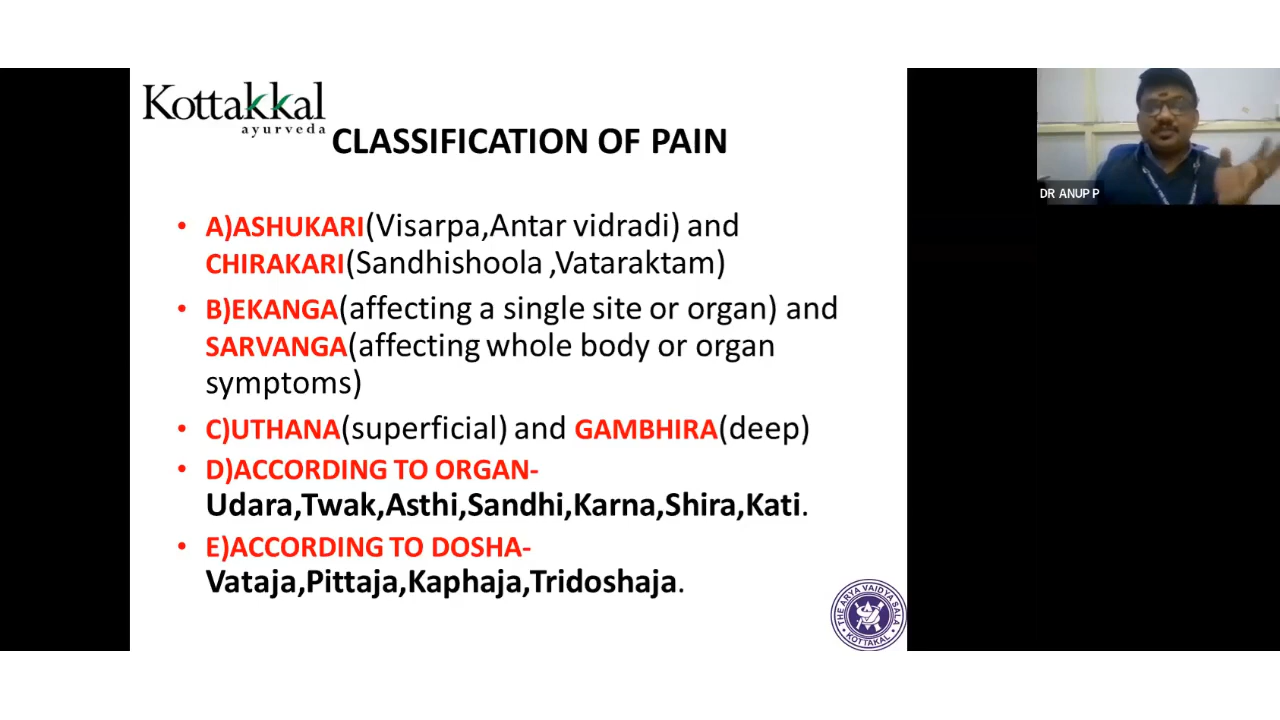 Kottakkal
ayurveda
CLASSIFICATION OF PAIN
• A)ASHUKARI(Visarpa,Antar vidradi) and
CHIRAKARI(Sandhishoola ,Vataraktam)
• B)EKANGA(affecting a single site or organ) and
SARVANGA(affecting whole body or organ
symptoms)
• C)UTHANA(superficial) and GAMBHIRA(deep)
• D)ACCORDING TO ORGAN-
Udara,Twak,Asthi,Sandhi,Karna,Shira,Kati.
• E)ACCORDING TO DOSHA-
Vataja,Pittaja,Kaphaja,Tridoshaja.
THE ARYA VAIDYA SALA
• KOTTAKAL •
DR ANUP P